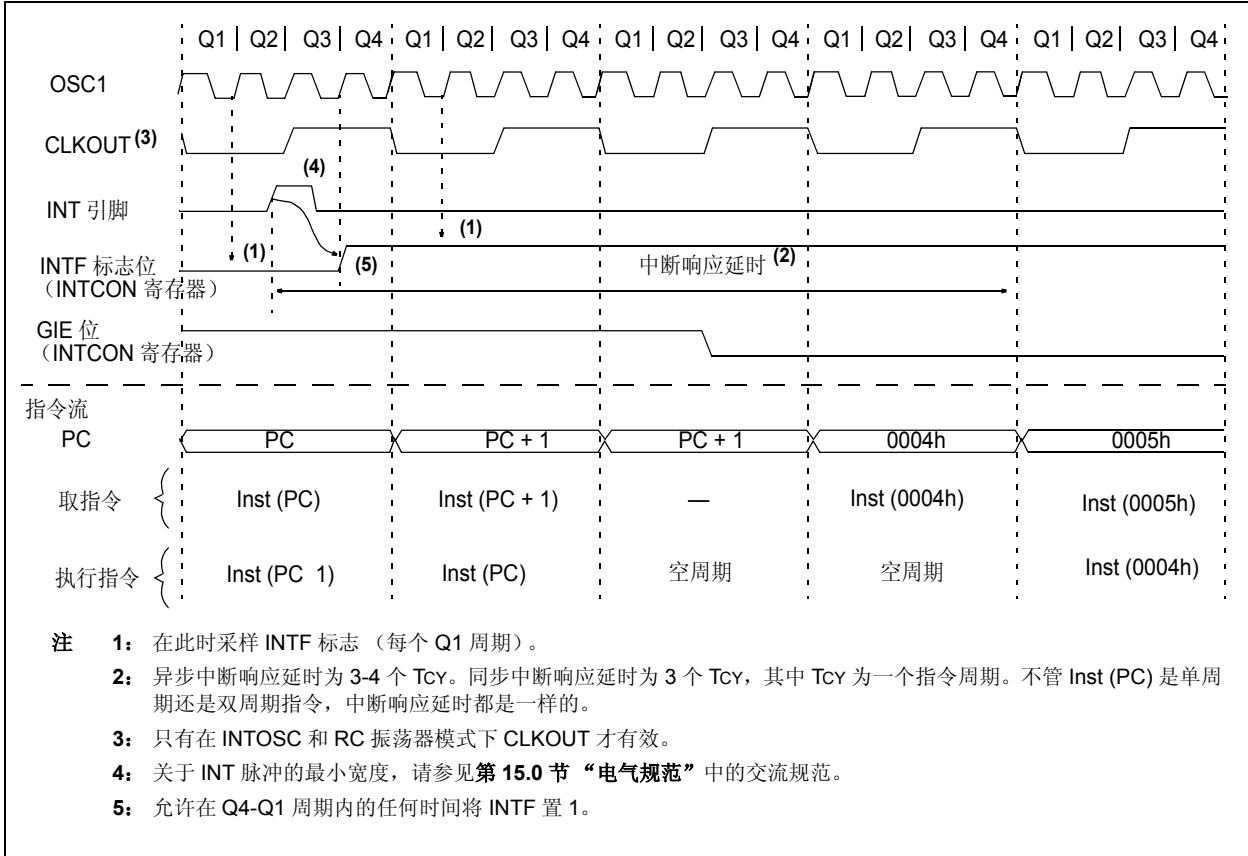 Q1 | Q2 | Q3 | Q4 Q1 | Q2 | Q3 | Q4 Q1 | Q2 | Q3 | Q4 Q1 | Q2 | Q3 | Q4 Q1 | Q2 | Q3 | Q4
OSC1
CLKOUT (3)
(4)
INT 引脚
(1)
(1)
(5)
INTF 标志位
（INTCON 寄存器）
中断响应延时 (2)
GIE 位
（INTCON 寄存器）
指令流
PC PC PC + 1 PC + 1 0004h 0005h
取指令 Inst (PC) Inst (PC + 1) — Inst (0004h) Inst (0005h)
执行指令 Inst (PC 1) Inst (PC) 空周期 空周期 Inst (0004h)
注 1： 在此时采样 INTF 标志 （每个 Q1 周期）。
2： 异步中断响应延时为 3-4 个 TCY。同步中断响应延时为 3 个 TCY，其中 TCY 为一个指令周期。不管 Inst (PC) 是单周
期还是双周期指令，中断响应延时都是一样的。
3： 只有在 INTOSC 和 RC 振荡器模式下 CLKOUT 才有效。
4： 关于 INT 脉冲的最小宽度，请参见第 15.0 节 “电气规范”中的交流规范。
5： 允许在 Q4-Q1 周期内的任何时间将 INTF 置 1。